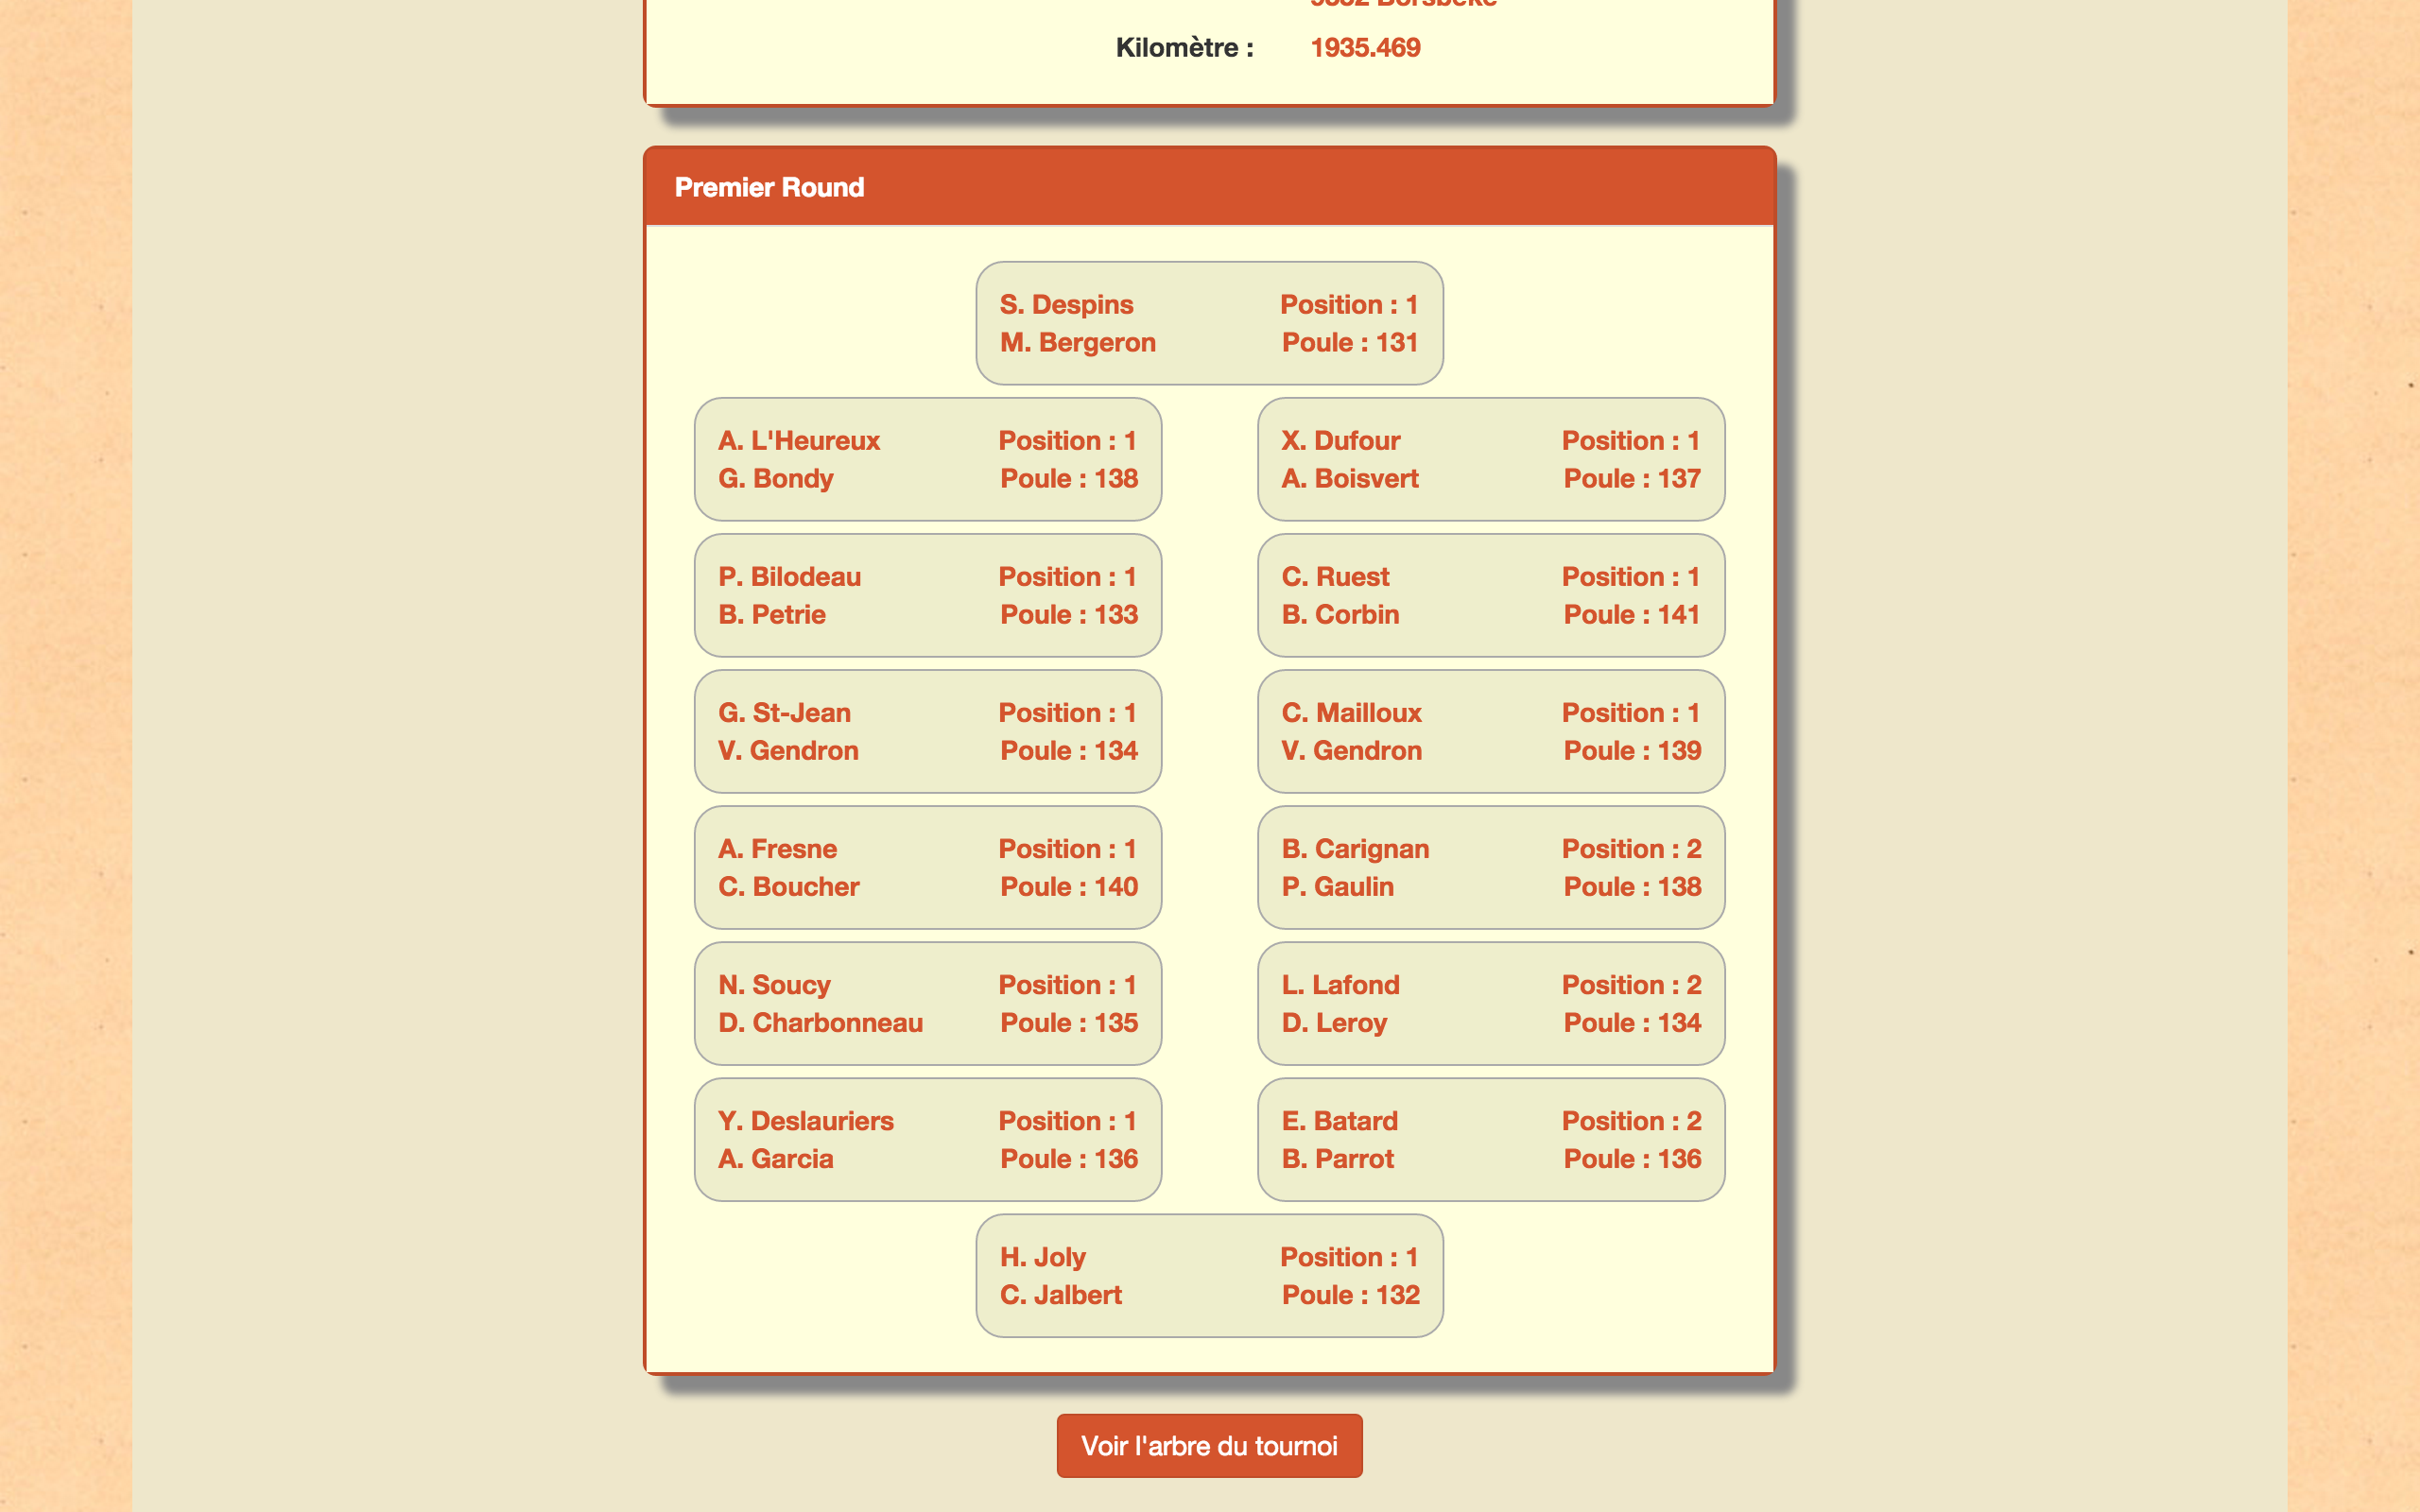 Kilomètre : 1935.469
Premier Round
S. Despins Position : 1
M. Bergeron Poule : 131
A. L'Heureux Position : 1
G. Bondy Poule : 138
X. Dufour Position : 1
A. Boisvert Poule : 137
P. Bilodeau Position : 1
B. Petrie Poule : 133
C. Ruest Position : 1
B. Corbin Poule : 141
G. St-Jean Position : 1
V. Gendron Poule : 134
C. Mailloux Position : 1
V. Gendron Poule : 139
A. Fresne Position : 1
C. Boucher Poule : 140
B. Carignan Position : 2
P. Gaulin Poule : 138
N. Soucy Position : 1
D. Charbonneau Poule : 135
L. Lafond Position : 2
D. Leroy Poule : 134
Y. Deslauriers Position : 1
A. Garcia Poule : 136
E. Batard Position : 2
B. Parrot Poule : 136
H. Joly Position : 1
C. Jalbert Poule : 132
Voir l'arbre du tournoi